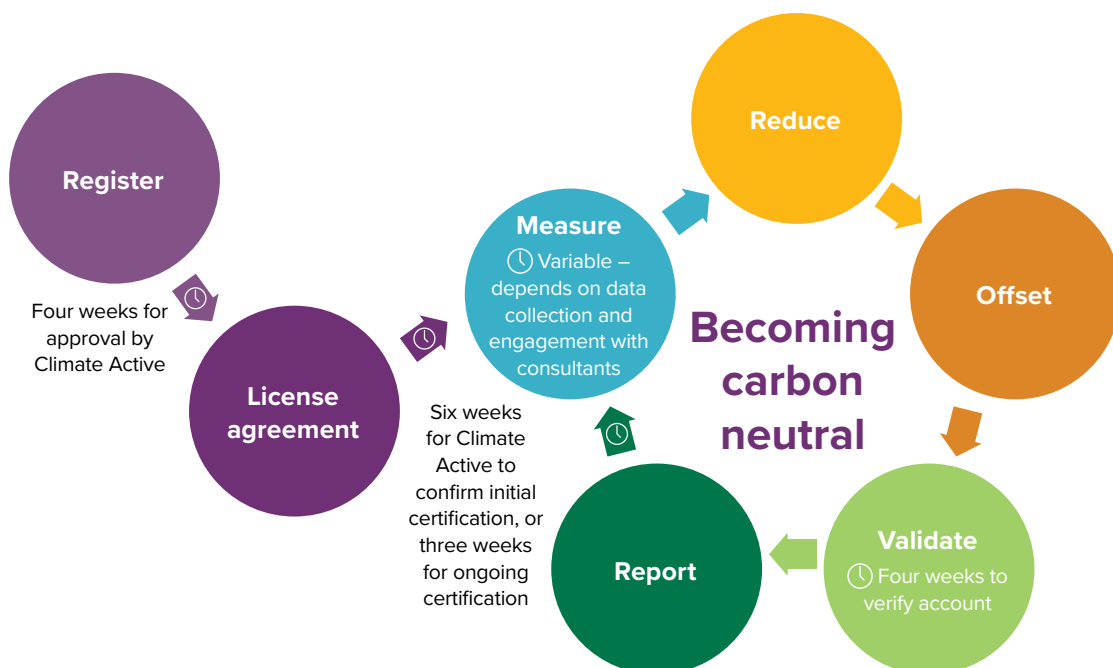 Register
Four weeks for
approval by
Climate Active
License
agreement
Six weeks
for Climate
Active to
confirm initial
certification, or
three weeks
for ongoing
certification
Measure
Variable –
depends on data
collection and
engagement with
consultants
Reduce
Offset
Validate
Four weeks to
verify account
Report
Becoming
carbon
neutral